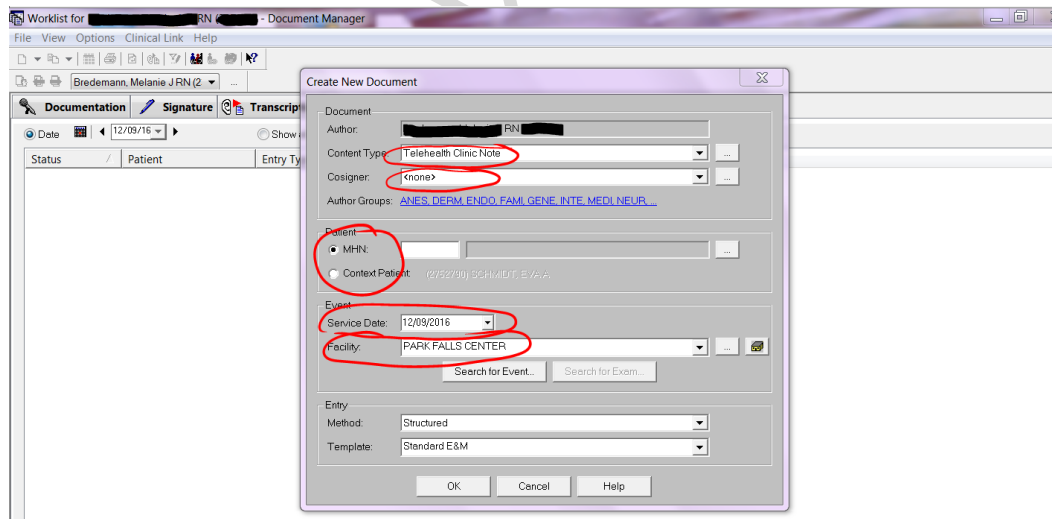 Worklist for RN ( - Document Manager
File View Options Clinical Link Help
Bredemann, Melanie J RN (2 ...
Documentation Signature Transcrip
Date 12/09/16 Show
Status / Patient Entry Ty
Create New Document
Document
Author: RN
Content Type: Telehealth Clinic Note ...
Cosigner: <none> ...
Author Groups: ANES, DERM, ENDO, FAMI, GENE, INTE, MEDI, NEUR, ...
Patient
MHN: ...
Context Patient (2752790) SCHMIDT, EVA A
Event
Service Date: 12/09/2016
Facility: PARK FALLS CENTER ...
Search for Event... Search for Exam...
Entry
Method: Structured
Template: Standard E&M
OK Cancel Help